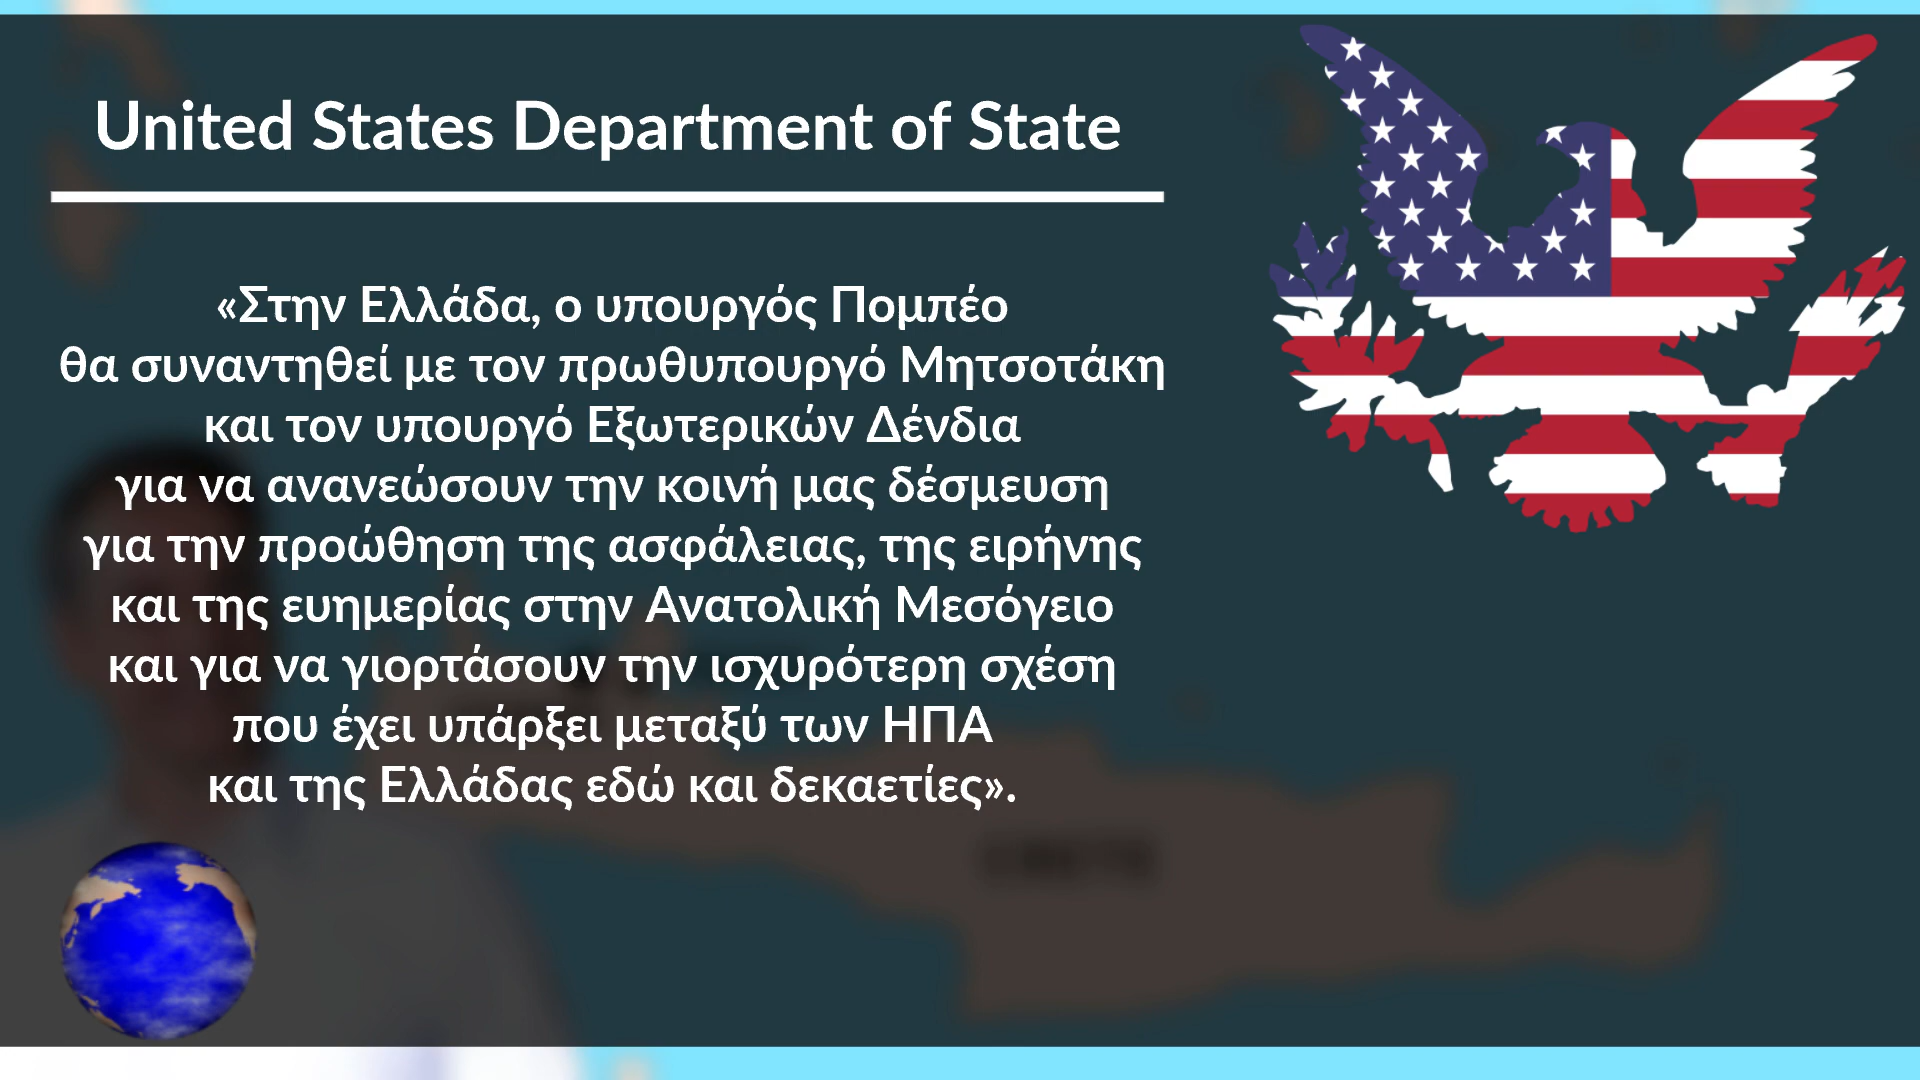 United States Department of State
«Στην Ελλάδα, ο υπουργός Πομπέο
θα συναντηθεί με τον πρωθυπουργό Μητσοτάκη
και τον υπουργό Εξωτερικών Δένδια
για να ανανεώσουν την κοινή μας δέσμευση
για την προώθηση της ασφάλειας, της ειρήνης
και της ευημερίας στην Ανατολική Μεσόγειο
και για να γιορτάσουν την ισχυρότερη σχέση
που έχει υπάρξει μεταξύ των ΗΠΑ
και της Ελλάδας εδώ και δεκαετίες».